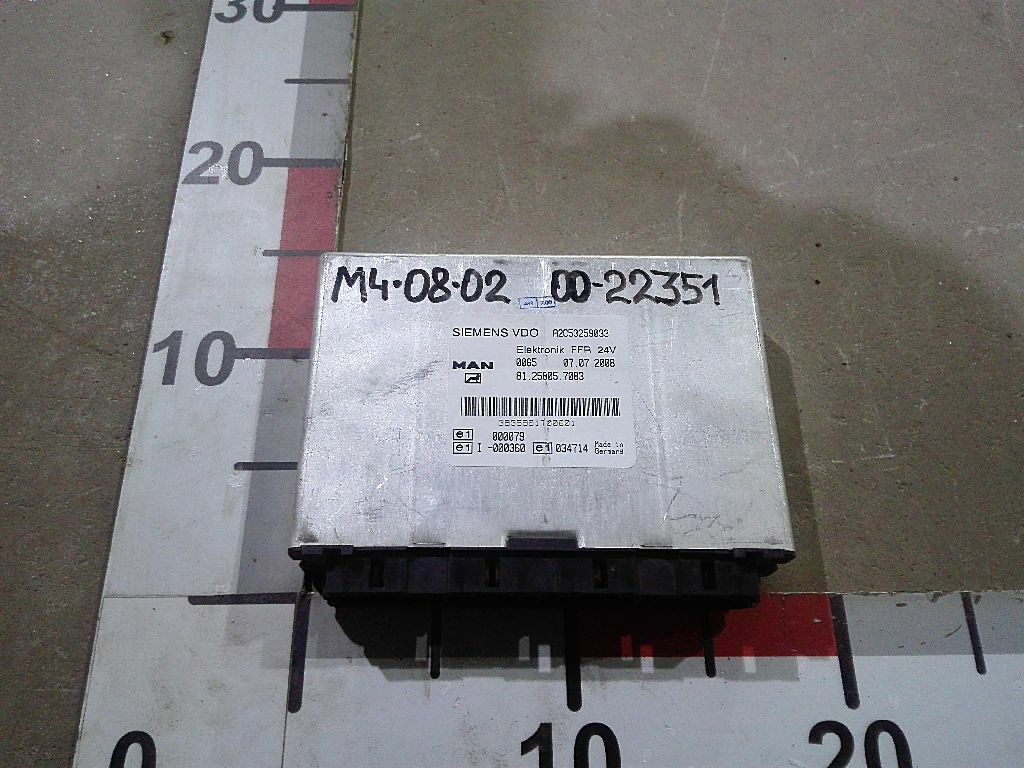 30
20
10
M4-08-02 00-22351
SIEMENS VDO A2C53259033
Elektronik FFR 24V
MAN 0065 07.07.2008
81.25805.7083
e1 000079
e1 I -000360 e1 034714 Made in
Germany
0 10 20